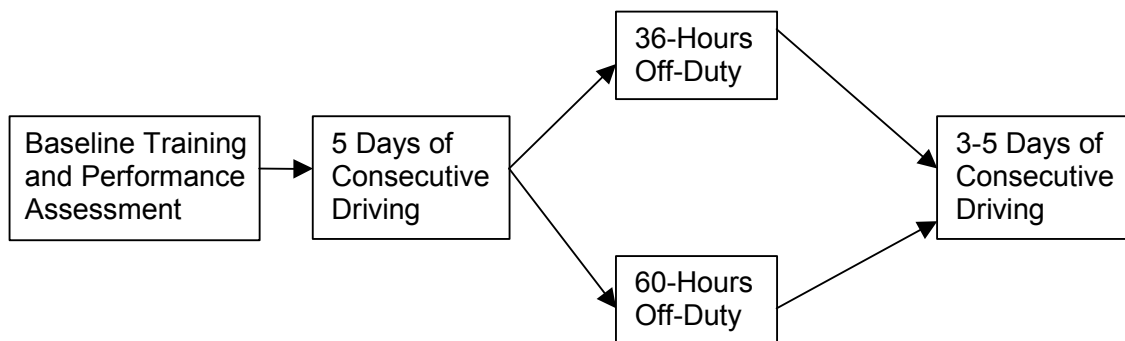 Baseline Training
and Performance
Assessment
5 Days of
Consecutive
Driving
36-Hours
Off-Duty
60-Hours
Off-Duty
3-5 Days of
Consecutive
Driving